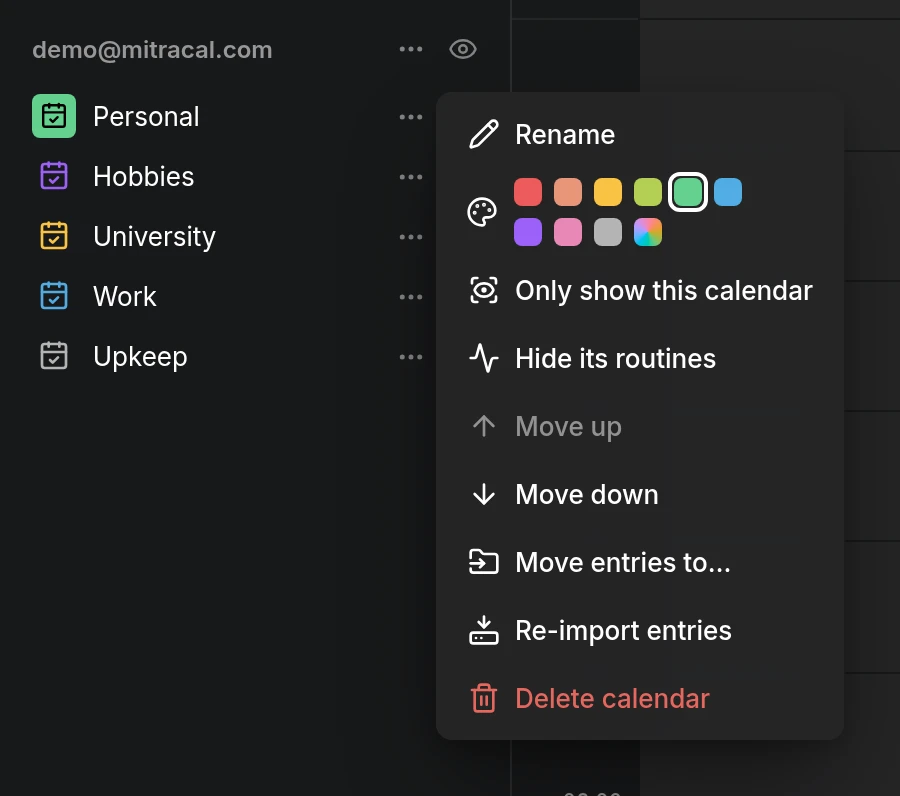 demo@mitracal.com
Personal
Hobbies
University
Work
Upkeep
Rename
Only show this calendar
Hide its routines
Move up
Move down
Move entries to...
Re-import entries
Delete calendar